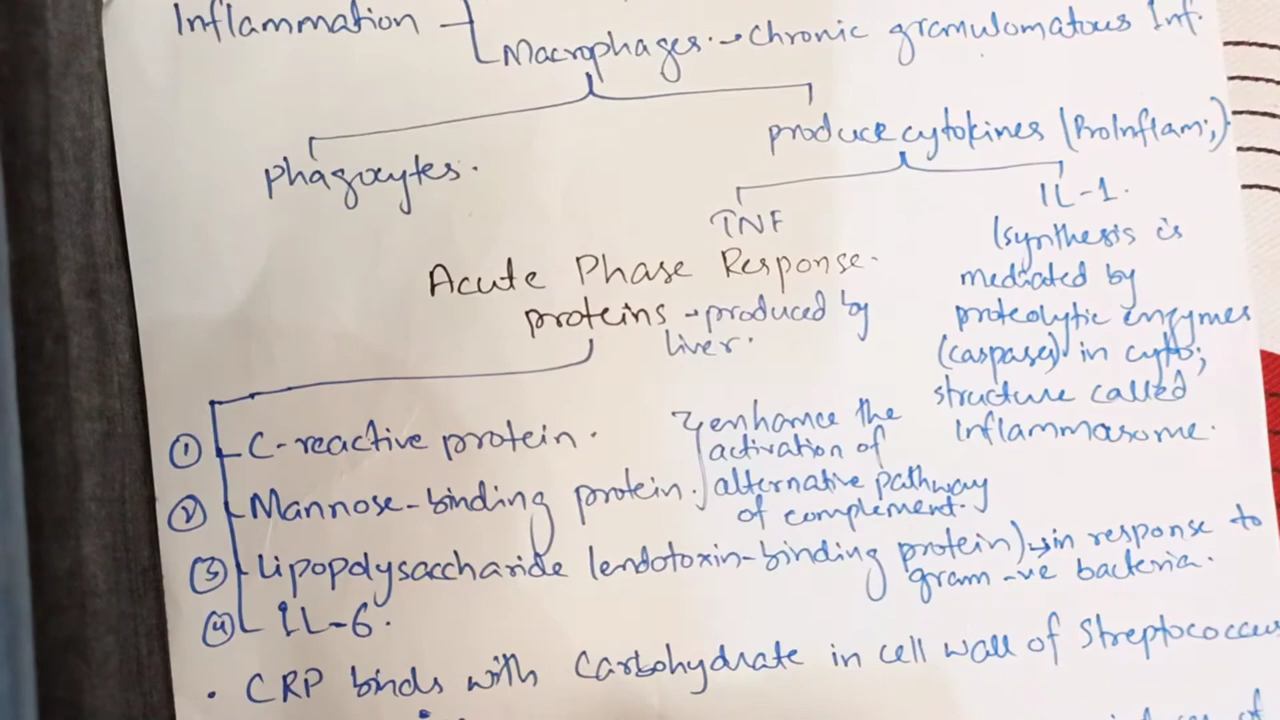 Inflammation
Macrophages → Chronic granulomatous Inf.
Phagocytes.
produce cytokines (ProInflam;)
TNF
IL-1.
(synthesis is
mediated by
proteolytic enzymes
(caspases) in cyto;
structure called
Inflammasome.
Acute Phase Response.
proteins → produced by
liver.
① C-reactive protein.
② Mannose-binding protein.
enhance the
activation of
alternative pathway
of complement.
③ Lipopolysaccharide (endotoxin-binding protein) → in response to
gram -ve bacteria.
④ IL-6.
• CRP binds with Carbohydrate in cell wall of Streptococcus